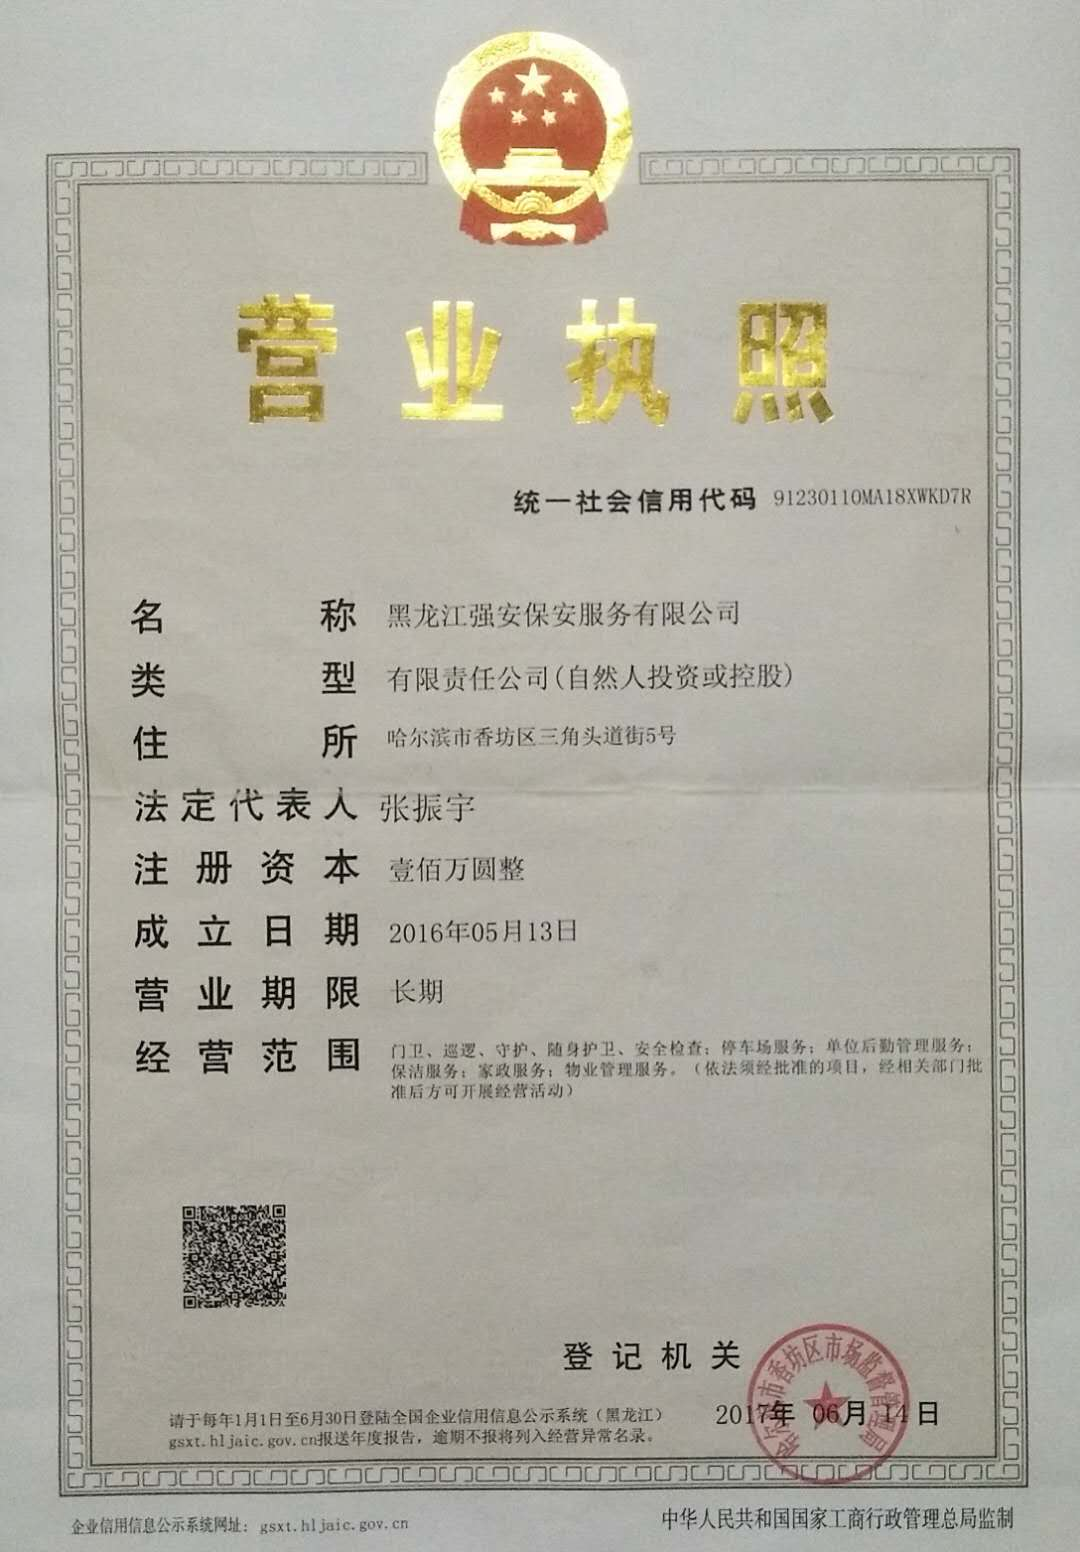 营业执照
统一社会信用代码 91230110MA18XWKD7R
名称 黑龙江强安保安服务有限公司
类型 有限责任公司(自然人投资或控股)
住所 哈尔滨市香坊区三角头道街5号
法定代表人 张振宇
注册资本 壹佰万圆整
成立日期 2016年05月13日
营业期限 长期
经营范围 门卫、巡逻、守护、随身护卫、安全检查；停车场服务；单位后勤管理服务；
保洁服务；家政服务；物业管理服务。（依法须经批准的项目，经相关部门批
准后方可开展经营活动）
登记机关
哈尔滨市香坊区市场监督管理局
2017年 06月 14日
请于每年1月1日至6月30日登陆全国企业信用信息公示系统（黑龙江）
gsxt.hljaic.gov.cn报送年度报告，逾期不报将列入经营异常名录。
企业信用信息公示系统网址：gsxt.hljaic.gov.cn
中华人民共和国国家工商行政管理总局监制